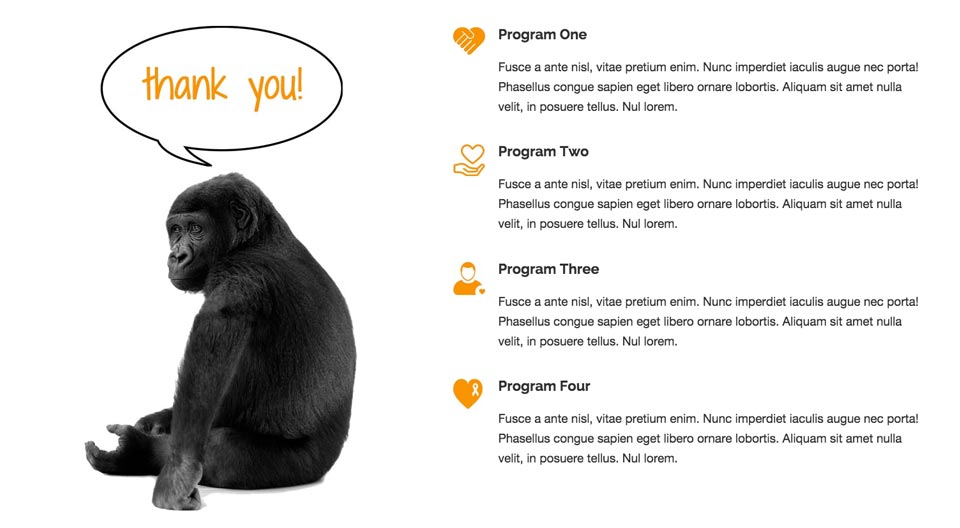 thank you!
Program One
Fusce a ante nisl, vitae pretium enim. Nunc imperdiet iaculis augue nec porta!
Phasellus congue sapien eget libero ornare lobortis. Aliquam sit amet nulla
velit, in posuere tellus. Nul lorem.
Program Two
Fusce a ante nisl, vitae pretium enim. Nunc imperdiet iaculis augue nec porta!
Phasellus congue sapien eget libero ornare lobortis. Aliquam sit amet nulla
velit, in posuere tellus. Nul lorem.
Program Three
Fusce a ante nisl, vitae pretium enim. Nunc imperdiet iaculis augue nec porta!
Phasellus congue sapien eget libero ornare lobortis. Aliquam sit amet nulla
velit, in posuere tellus. Nul lorem.
Program Four
Fusce a ante nisl, vitae pretium enim. Nunc imperdiet iaculis augue nec porta!
Phasellus congue sapien eget libero ornare lobortis. Aliquam sit amet nulla
velit, in posuere tellus. Nul lorem.